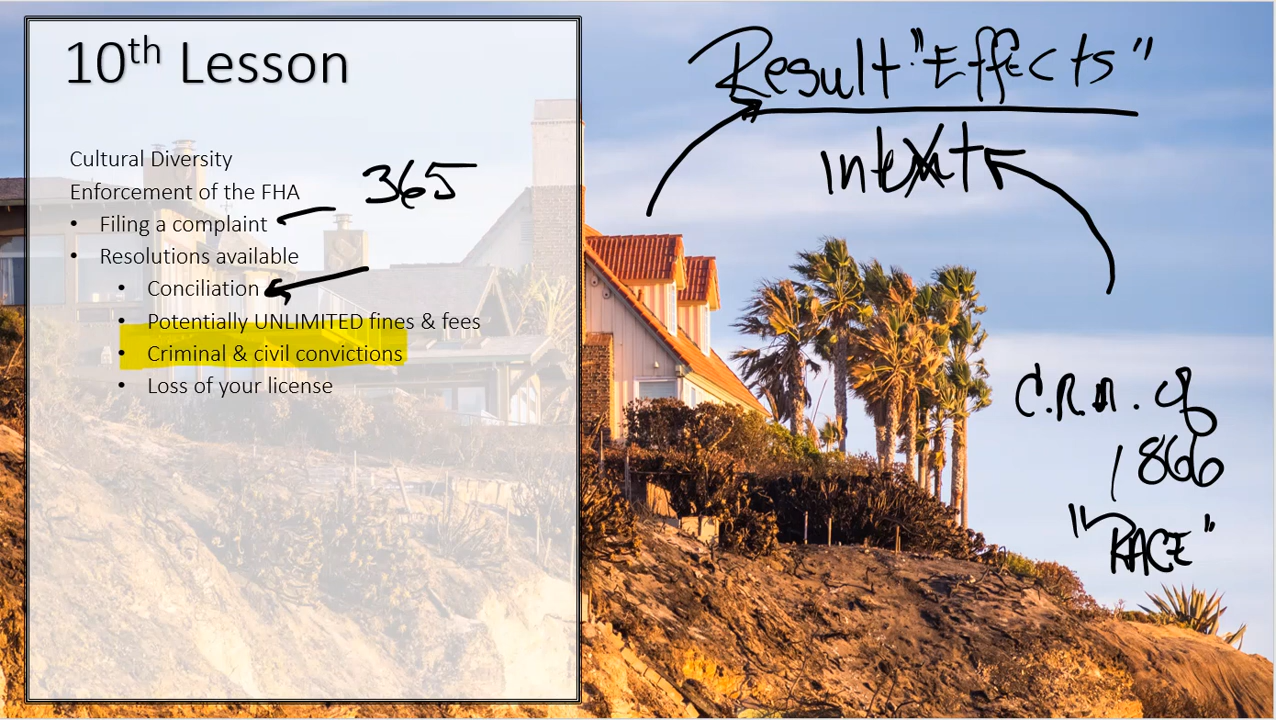 10th Lesson
Cultural Diversity
Enforcement of the FHA
• Filing a complaint
• Resolutions available
• Conciliation
• Potentially UNLIMITED fines & fees
• Criminal & civil convictions
• Loss of your license
365
Result "Effects"
intent
C.R.A. of
1866
"RACE"